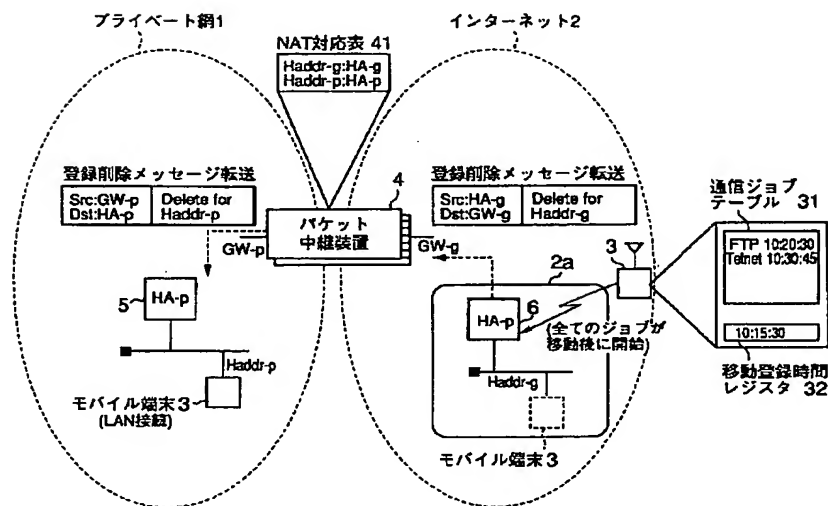 プライベート網1
インターネット2
NAT対応表 41
Haddr-g:HA-g
Haddr-p:HA-p
登録削除メッセージ転送
Src:GW-p
Dst:HA-p
Delete for
Haddr-p
4
パケット
中継装置
GW-p
GW-g
登録削除メッセージ転送
Src:HA-g
Dst:GW-g
Delete for
Haddr-g
通信ジョブ
テーブル 31
FTP 10:20:30
Telnet 10:30:45
10:15:30
移動登録時間
レジスタ 32
3
2a
5
HA-p
Haddr-p
モバイル端末3
(LAN接続)
HA-p
6
(全てのジョブが
移動後に開始)
Haddr-g
モバイル端末3